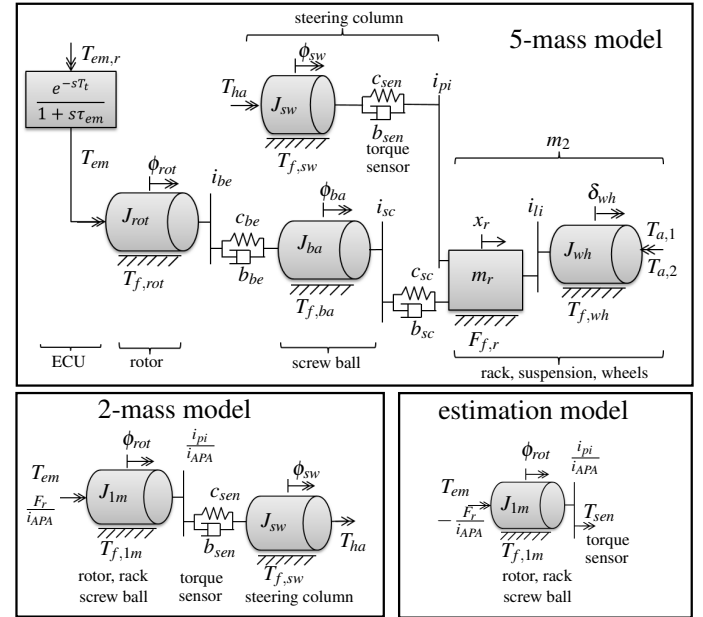 steering column
5-mass model
T_{em,r}
\frac{e^{-sT_t}}{1 + sτ_{em}}
T_{em}
ϕ_{sw}
T_{ha}
J_{sw}
c_{sen}
b_{sen}
T_{f,sw}
torque
sensor
i_{pi}
m_2
ϕ_{rot}
i_{be}
J_{rot}
T_{f,rot}
c_{be}
b_{be}
ϕ_{ba}
i_{sc}
J_{ba}
T_{f,ba}
c_{sc}
b_{sc}
x_r
m_r
F_{f,r}
i_{li}
δ_{wh}
J_{wh}
T_{a,1}
T_{a,2}
T_{f,wh}
ECU
rotor
screw ball
rack, suspension, wheels
2-mass model
ϕ_{rot}
\frac{i_{pi}}{i_{APA}}
T_{em}
\frac{F_r}{i_{APA}}
J_{1m}
T_{f,1m}
c_{sen}
b_{sen}
ϕ_{sw}
J_{sw}
T_{ha}
T_{f,sw}
rotor, rack
screw ball
torque
sensor
steering column
estimation model
ϕ_{rot}
\frac{i_{pi}}{i_{APA}}
T_{em}
-\frac{F_r}{i_{APA}}
J_{1m}
T_{f,1m}
T_{sen}
torque
sensor
rotor, rack
screw ball